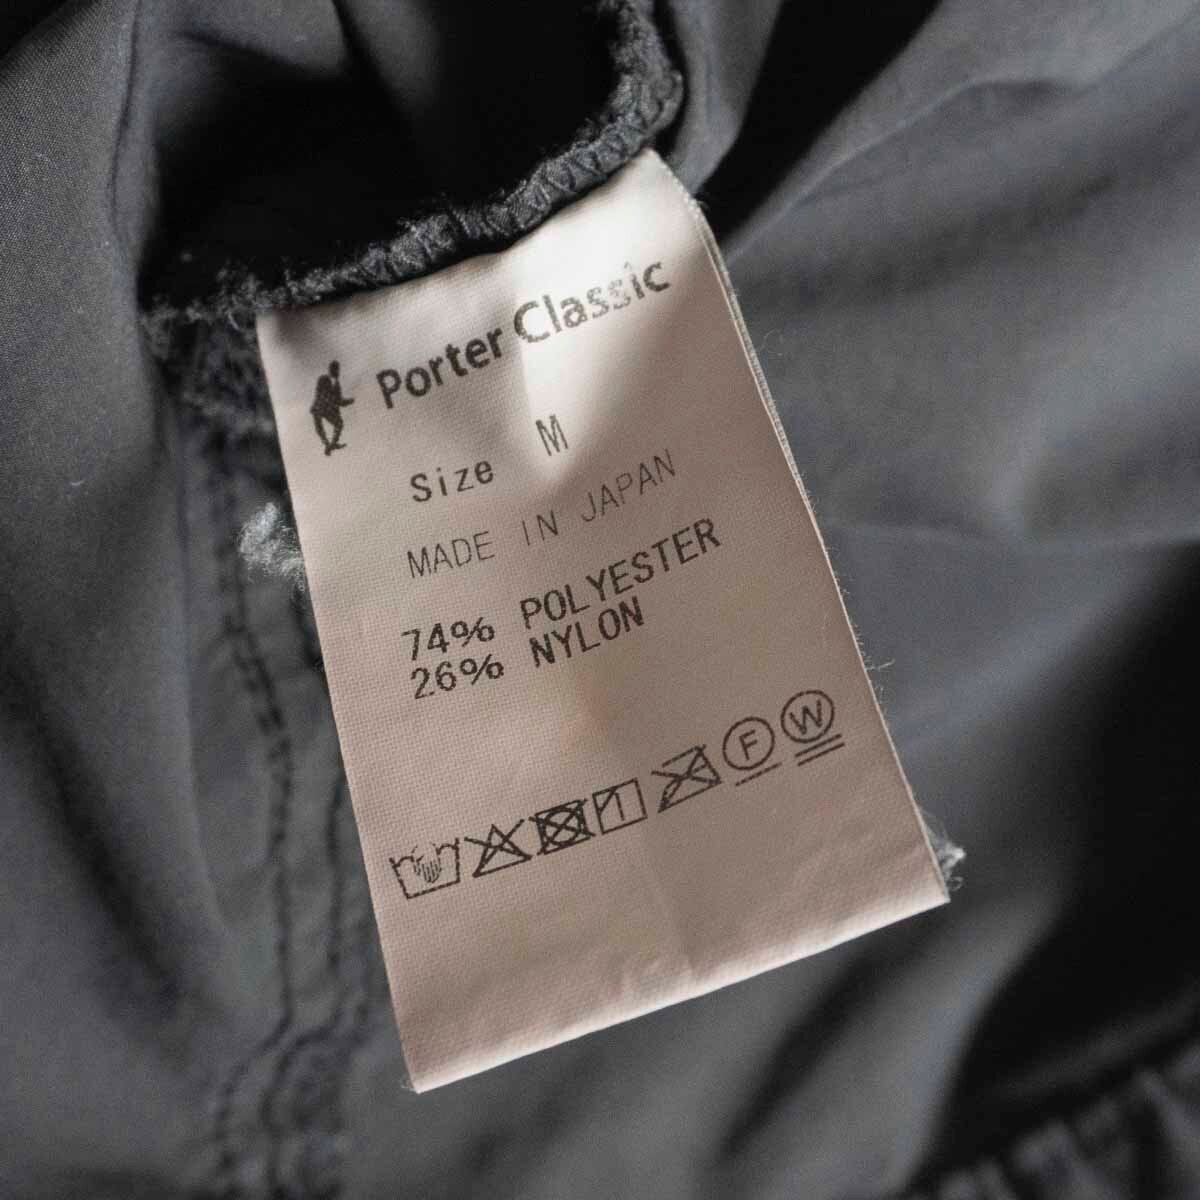 Porter Classic
Size M
MADE IN JAPAN
74% POLYESTER
26% NYLON
F W